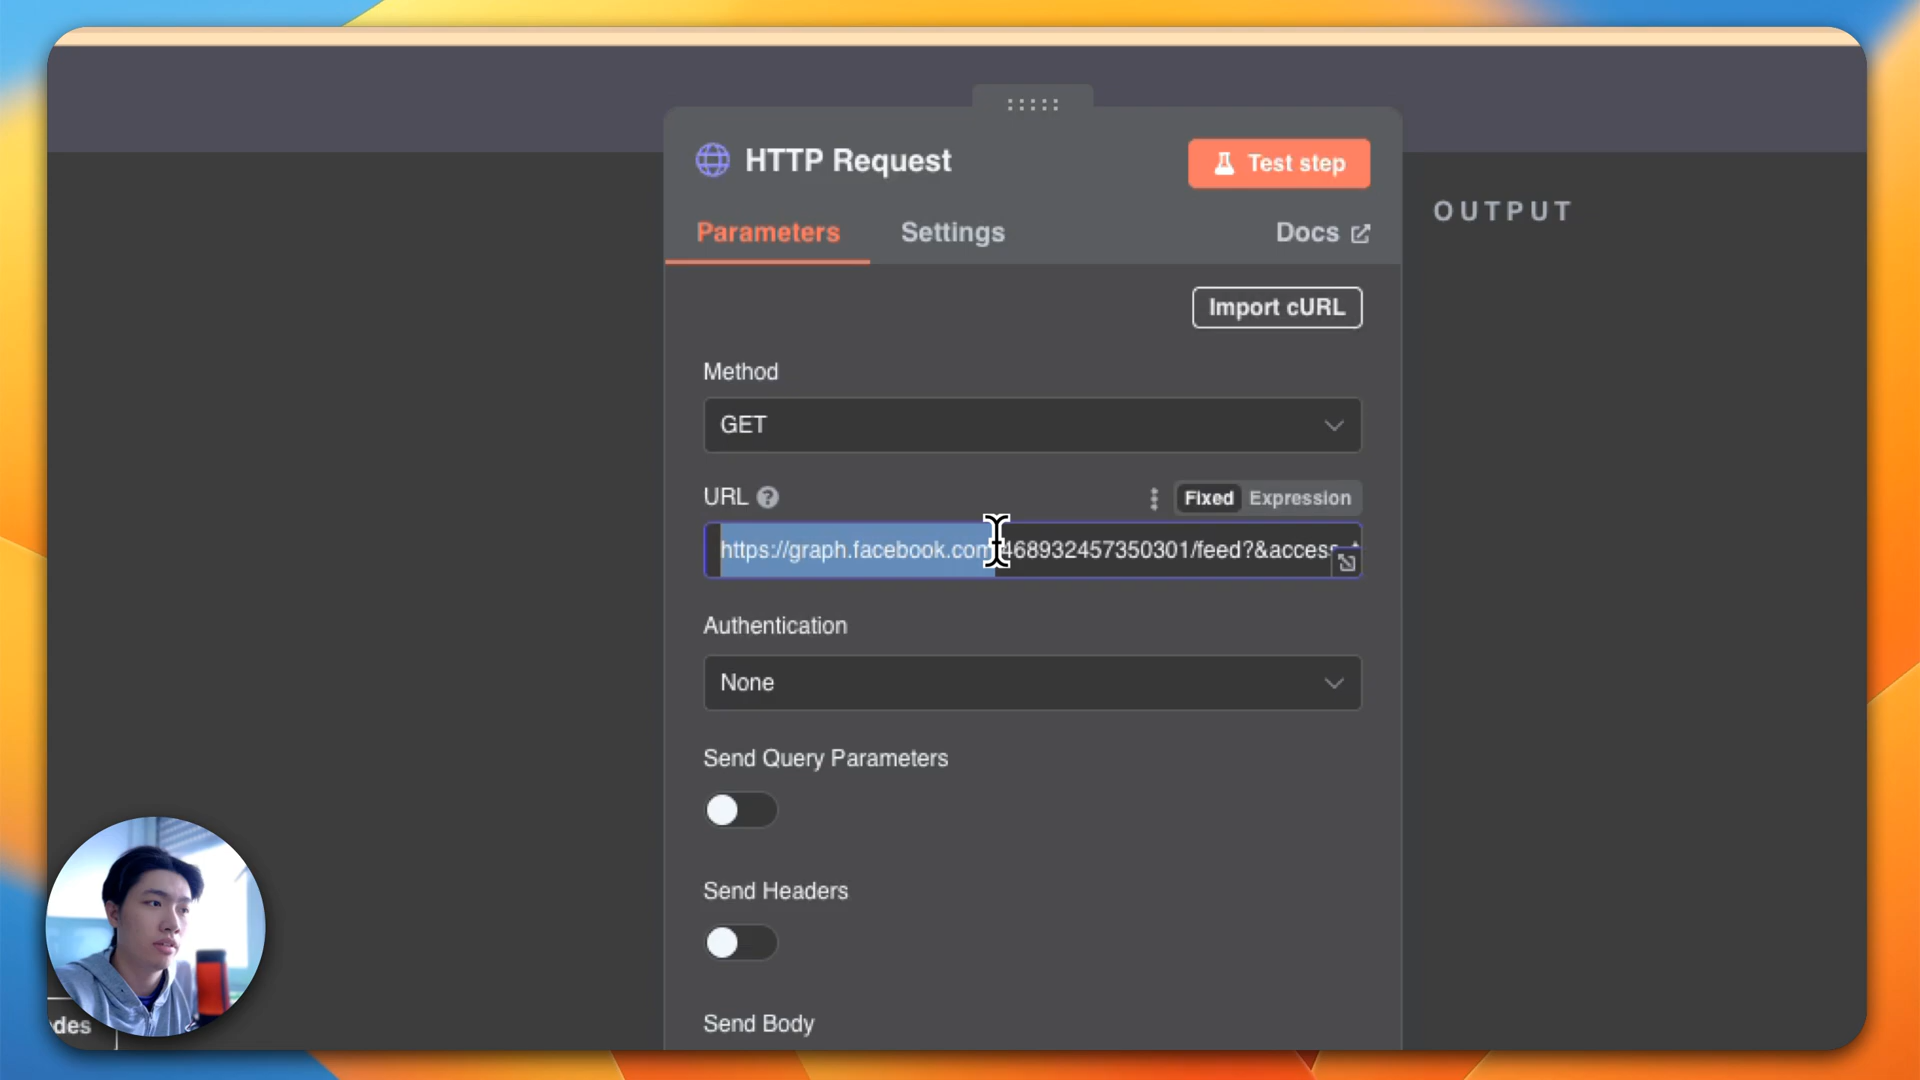 HTTP Request
Test step
OUTPUT
Parameters
Settings
Docs
Import cURL
Method
GET
URL
Fixed
Expression
https://graph.facebook.com/468932457350301/feed?&access_
Authentication
None
Send Query Parameters
Send Headers
Send Body
des